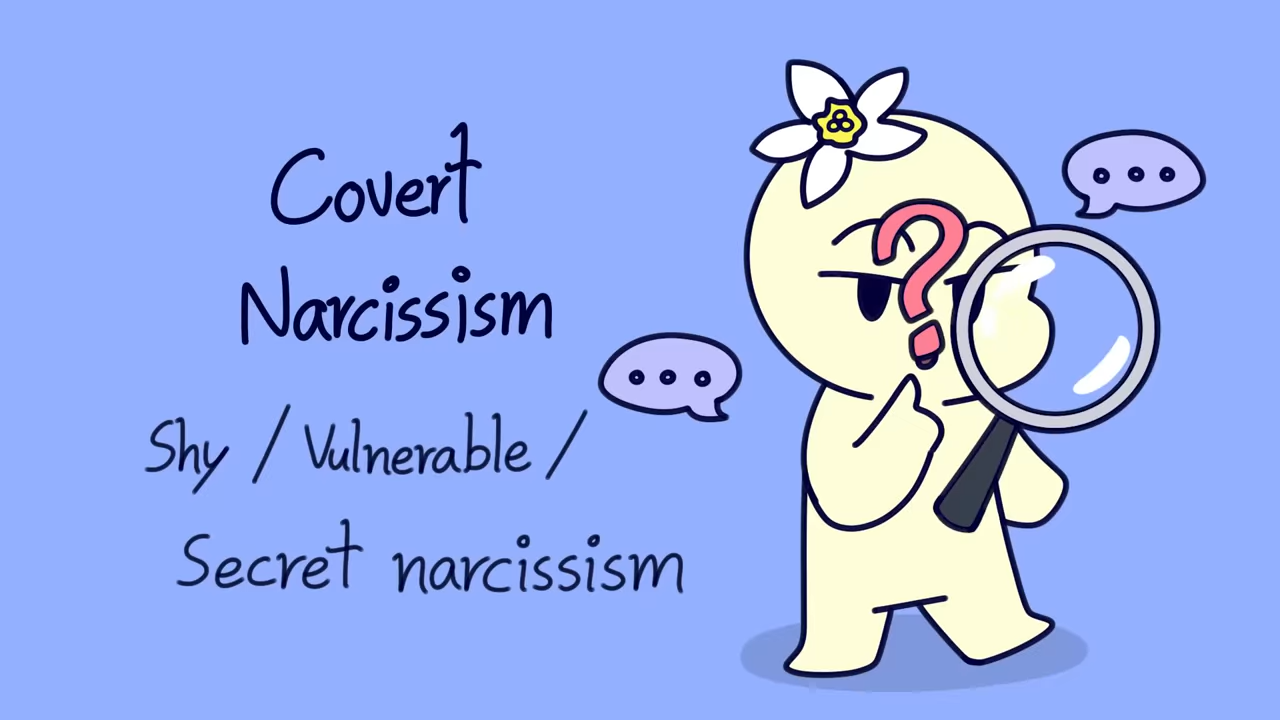 Covert
Narcissism
Shy / Vulnerable /
Secret narcissism
?